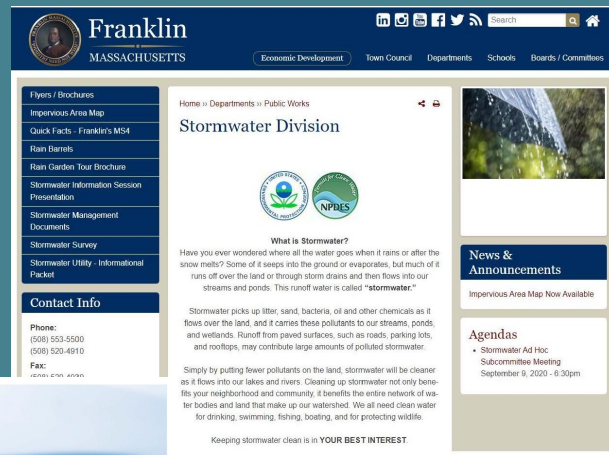 Franklin
MASSACHUSETTS
Search
Economic Development
Town Council
Departments
Schools
Boards / Committees
Flyers / Brochures
Impervious Area Map
Quick Facts - Franklin's MS4
Rain Barrels
Rain Garden Tour Brochure
Stormwater Information Session
Presentation
Stormwater Management
Documents
Stormwater Survey
Stormwater Utility - Informational
Packet
Contact Info
Phone:
(508) 553-5500
(508) 520-4910
Fax:
Home ›› Departments ›› Public Works
Stormwater Division
NPDES
What is Stormwater?
Have you ever wondered where all the water goes when it rains or after the
snow melts? Some of it seeps into the ground or evaporates, but much of it
runs off over the land or through storm drains and then flows into our
streams and ponds. This runoff water is called "stormwater."
Stormwater picks up litter, sand, bacteria, oil and other chemicals as it
flows over the land, and it carries these pollutants to our streams, ponds,
and wetlands. Runoff from paved surfaces, such as roads, parking lots,
and rooftops, may contribute large amounts of polluted stormwater.
Simply by putting fewer pollutants on the land, stormwater will be cleaner
as it flows into our lakes and rivers. Cleaning up stormwater not only bene-
fits your neighborhood and community, it benefits the entire network of wa-
ter bodies and land that make up our watershed. We all need clean water
for drinking, swimming, fishing, boating, and for protecting wildlife.
Keeping stormwater clean is in YOUR BEST INTEREST.
News &
Announcements
Impervious Area Map Now Available
Agendas
• Stormwater Ad Hoc
Subcommittee Meeting
September 9, 2020 - 6:30pm